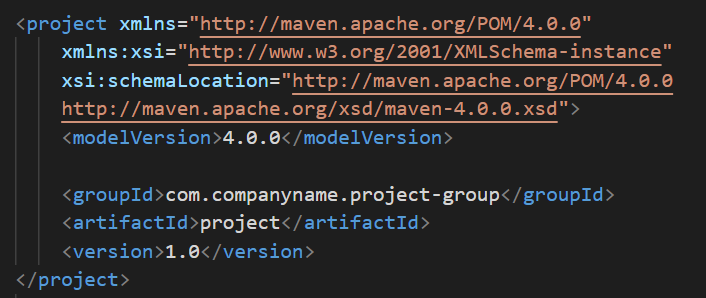 <project xmlns="http://maven.apache.org/POM/4.0.0"
xmlns:xsi="http://www.w3.org/2001/XMLSchema-instance"
xsi:schemaLocation="http://maven.apache.org/POM/4.0.0
http://maven.apache.org/xsd/maven-4.0.0.xsd">
<modelVersion>4.0.0</modelVersion>
<groupId>com.companyname.project-group</groupId>
<artifactId>project</artifactId>
<version>1.0</version>
</project>